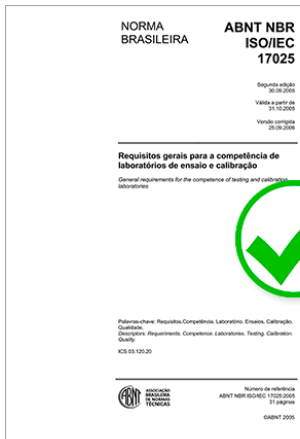 NORMA
BRASILEIRA
ABNT NBR
ISO/IEC
17025
Segunda edição
30.09.2005
Válida a partir de
31.10.2005
Versão corrigida
25.09.2006
Requisitos gerais para a competência de
laboratórios de ensaio e calibração
General requirements for the competence of testing and calibration
laboratories
Palavras-chave: Requisitos.Competência. Laboratório. Ensaios. Calibração.
Qualidade.
Descriptors: Requeriments. Competence. Laboratories. Testing. Calibration.
Quality.
ICS 03.120.20
ABNT
ASSOCIAÇÃO
BRASILEIRA
DE NORMAS
TÉCNICAS
Número de referência
ABNT NBR ISO/IEC 17025:2005
31 páginas
©ABNT 2005